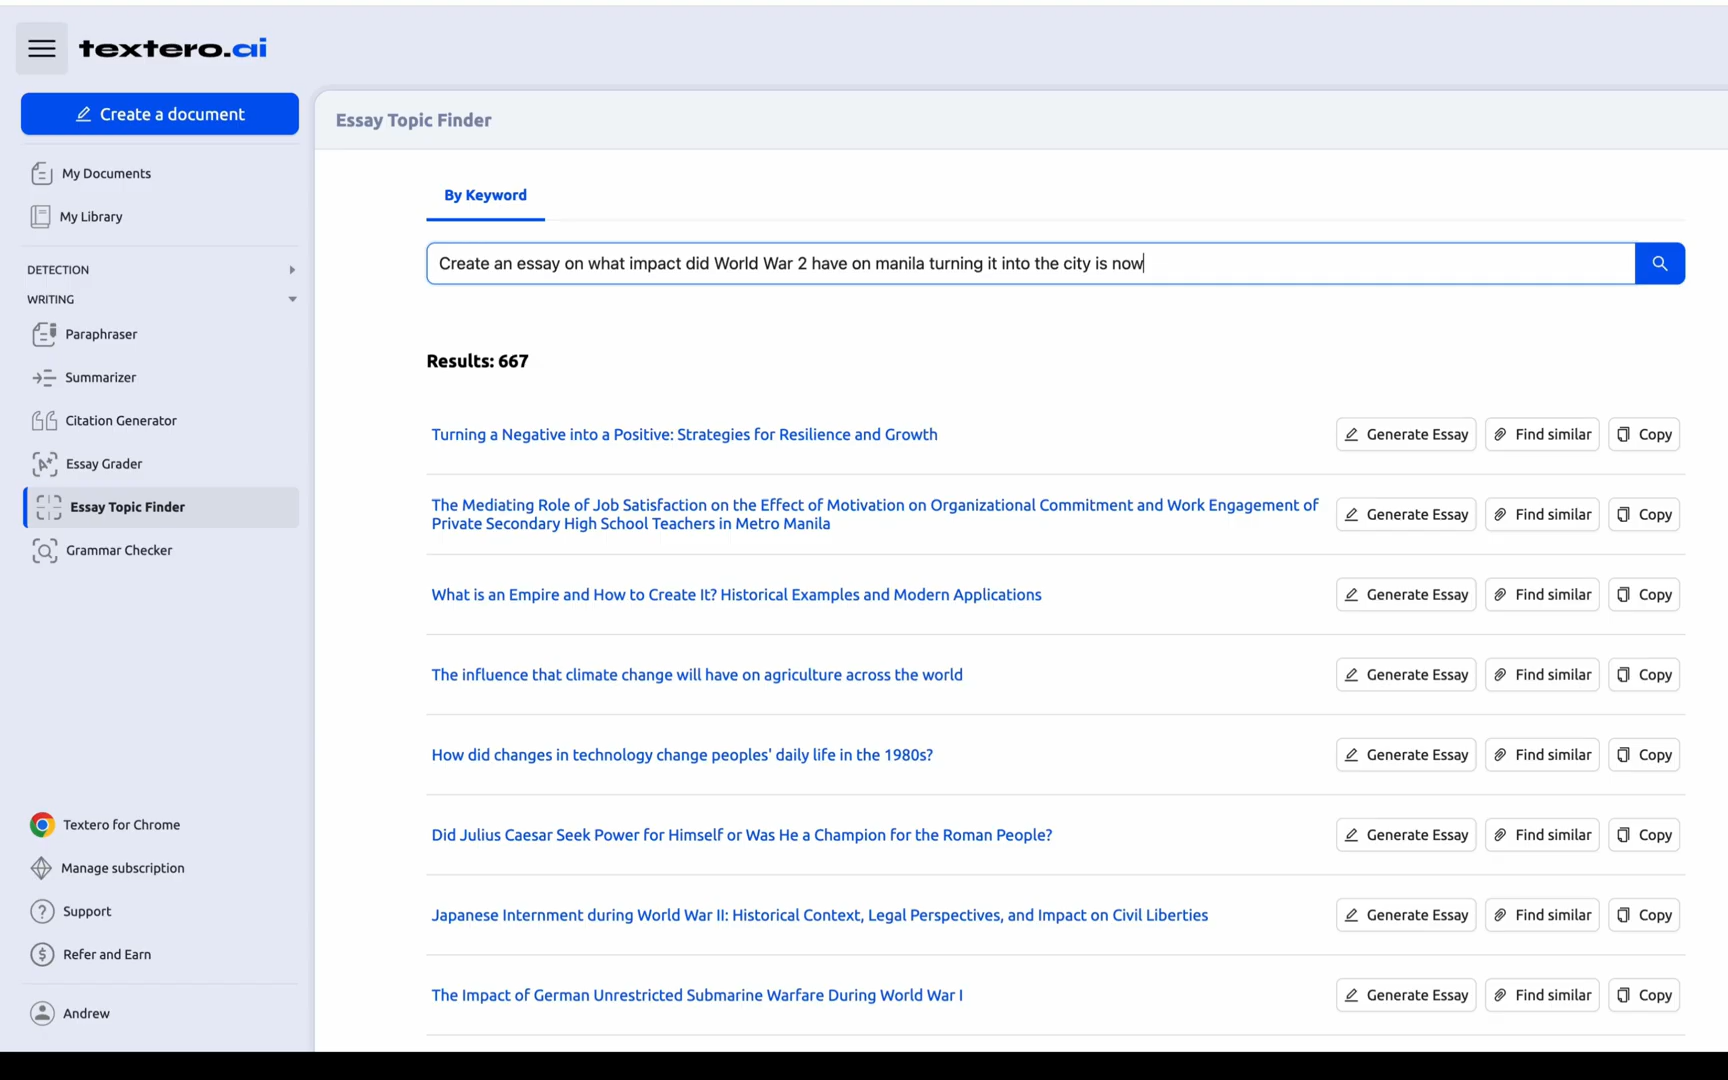 textero.ai
Create a document
My Documents
My Library
DETECTION
WRITING
Paraphraser
Summarizer
Citation Generator
Essay Grader
Essay Topic Finder
Grammar Checker
Textero for Chrome
Manage subscription
Support
Refer and Earn
Andrew
Essay Topic Finder
By Keyword
Create an essay on what impact did World War 2 have on manila turning it into the city is now
Results: 667
Turning a Negative into a Positive: Strategies for Resilience and Growth
Generate Essay Find similar Copy
The Mediating Role of Job Satisfaction on the Effect of Motivation on Organizational Commitment and Work Engagement of
Private Secondary High School Teachers in Metro Manila
Generate Essay Find similar Copy
What is an Empire and How to Create It? Historical Examples and Modern Applications
Generate Essay Find similar Copy
The influence that climate change will have on agriculture across the world
Generate Essay Find similar Copy
How did changes in technology change peoples' daily life in the 1980s?
Generate Essay Find similar Copy
Did Julius Caesar Seek Power for Himself or Was He a Champion for the Roman People?
Generate Essay Find similar Copy
Japanese Internment during World War II: Historical Context, Legal Perspectives, and Impact on Civil Liberties
Generate Essay Find similar Copy
The Impact of German Unrestricted Submarine Warfare During World War I
Generate Essay Find similar Copy